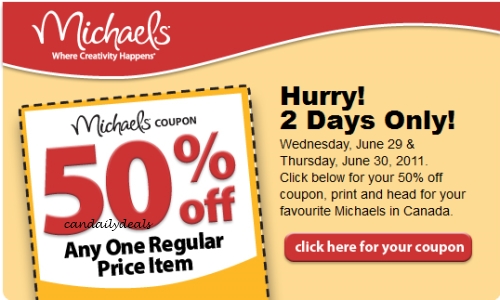 Michaels
Where Creativity Happens®
Michaels COUPON
50% off
candailydeals
Any One Regular
Price Item
Hurry!
2 Days Only!
Wednesday, June 29 &
Thursday, June 30, 2011.
Click below for your 50% off
coupon, print and head for your
favourite Michaels in Canada.
click here for your coupon